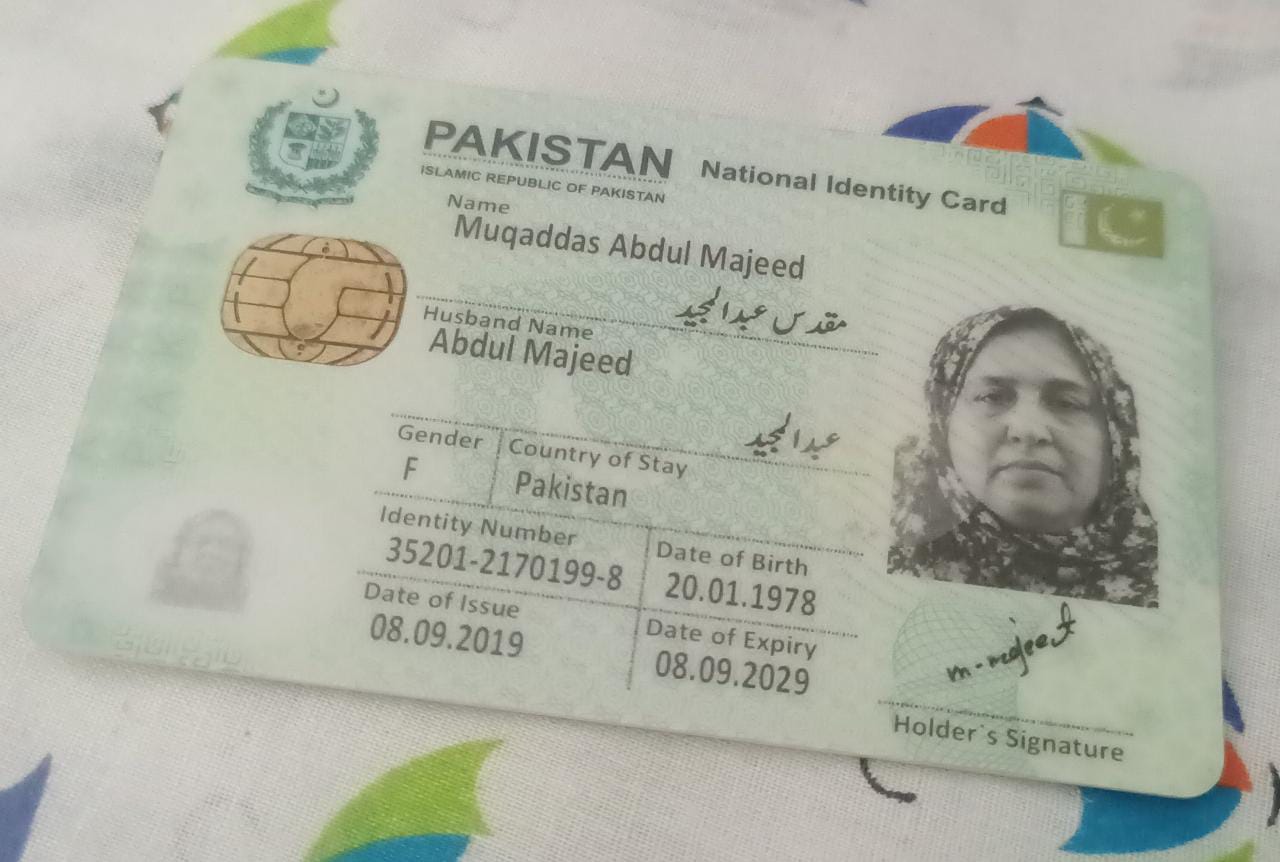 PAKISTAN National Identity Card
ISLAMIC REPUBLIC OF PAKISTAN
Name
Muqaddas Abdul Majeed
مقدس عبدالمجید
Husband Name
Abdul Majeed
عبدالمجید
Gender Country of Stay
F Pakistan
Identity Number Date of Birth
35201-2170199-8 20.01.1978
Date of Issue Date of Expiry
08.09.2019 08.09.2029
Holder`s Signature